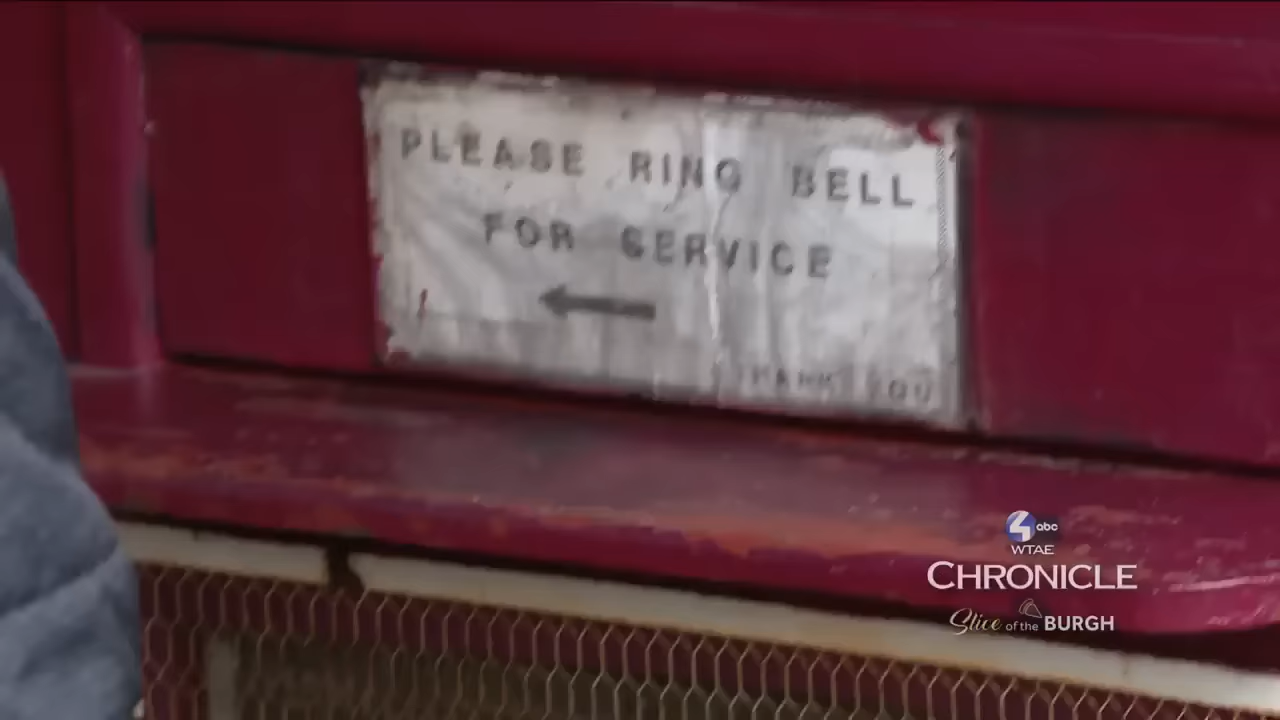 PLEASE RING BELL
FOR SERVICE
THANK YOU
4 abc
WTAE
CHRONICLE
Slice of the BURGH